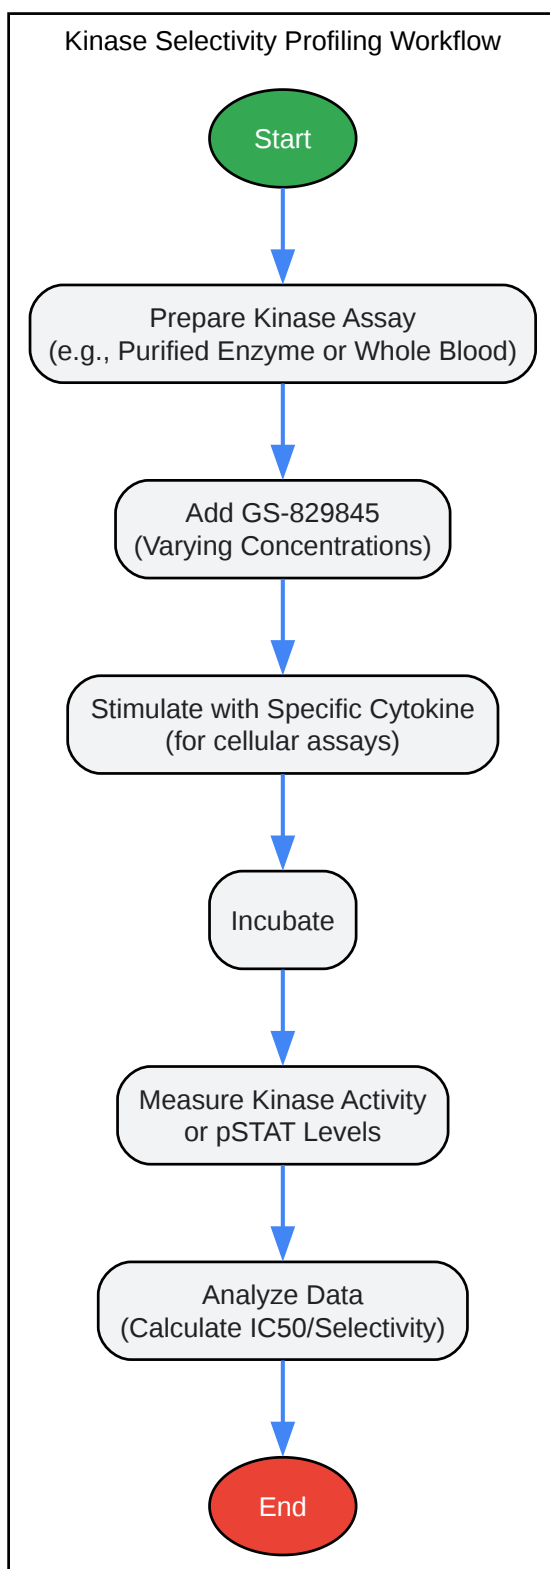 Kinase Selectivity Profiling Workflow
Start
Prepare Kinase Assay
(e.g., Purified Enzyme or Whole Blood)
Add GS-829845
(Varying Concentrations)
Stimulate with Specific Cytokine
(for cellular assays)
Incubate
Measure Kinase Activity
or pSTAT Levels
Analyze Data
(Calculate IC50/Selectivity)
End